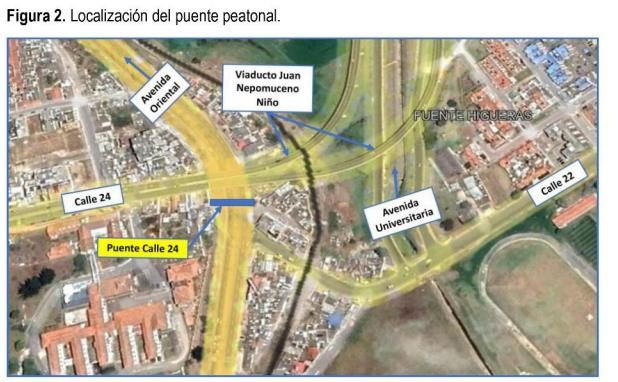 Figura 2. Localización del puente peatonal.
Avenida
Oriental
Viaducto Juan
Nepomuceno
Niño
FUENTE HIGUERAS
Calle 24
Avenida
Universitaria
Calle 22
Puente Calle 24